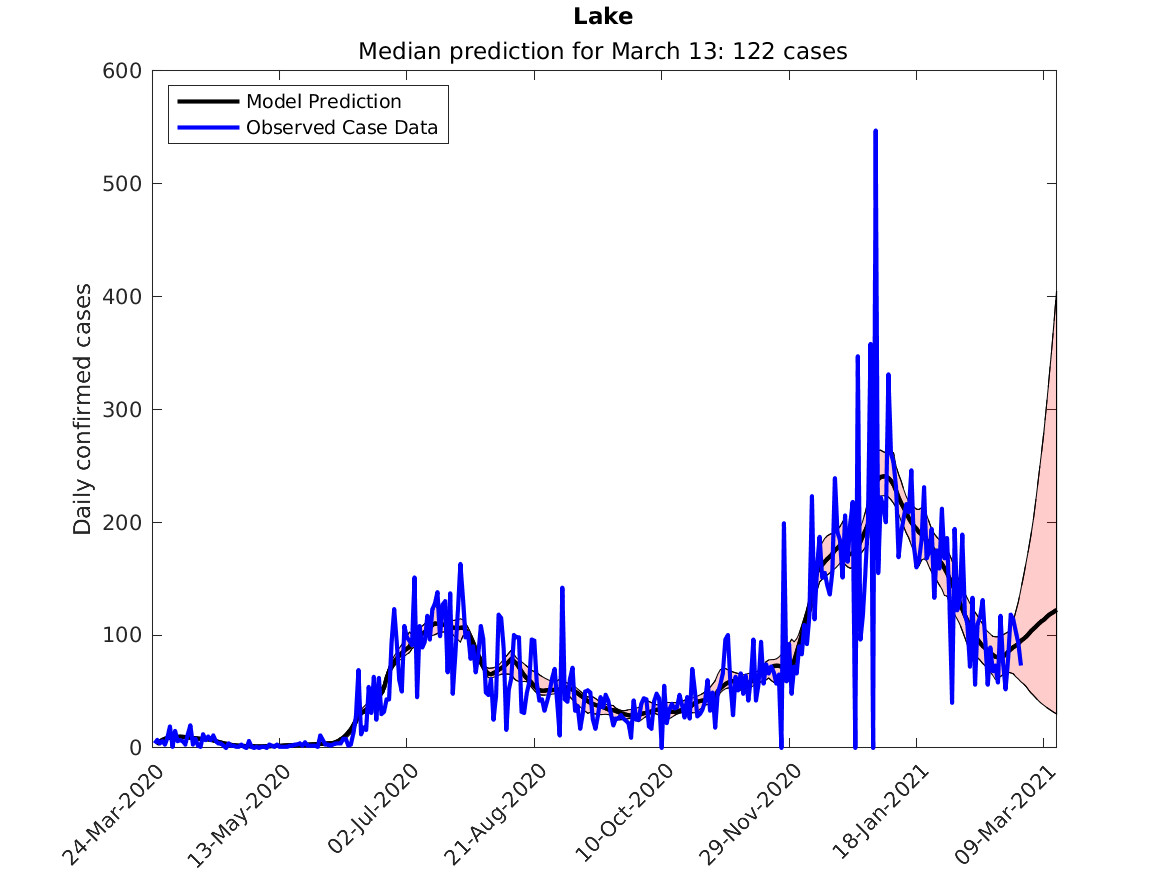 Lake
Median prediction for March 13: 122 cases
600
500
400
300
200
100
0
Daily confirmed cases
Model Prediction
Observed Case Data
24-Mar-2020
13-May-2020
02-Jul-2020
21-Aug-2020
10-Oct-2020
29-Nov-2020
18-Jan-2021
09-Mar-2021